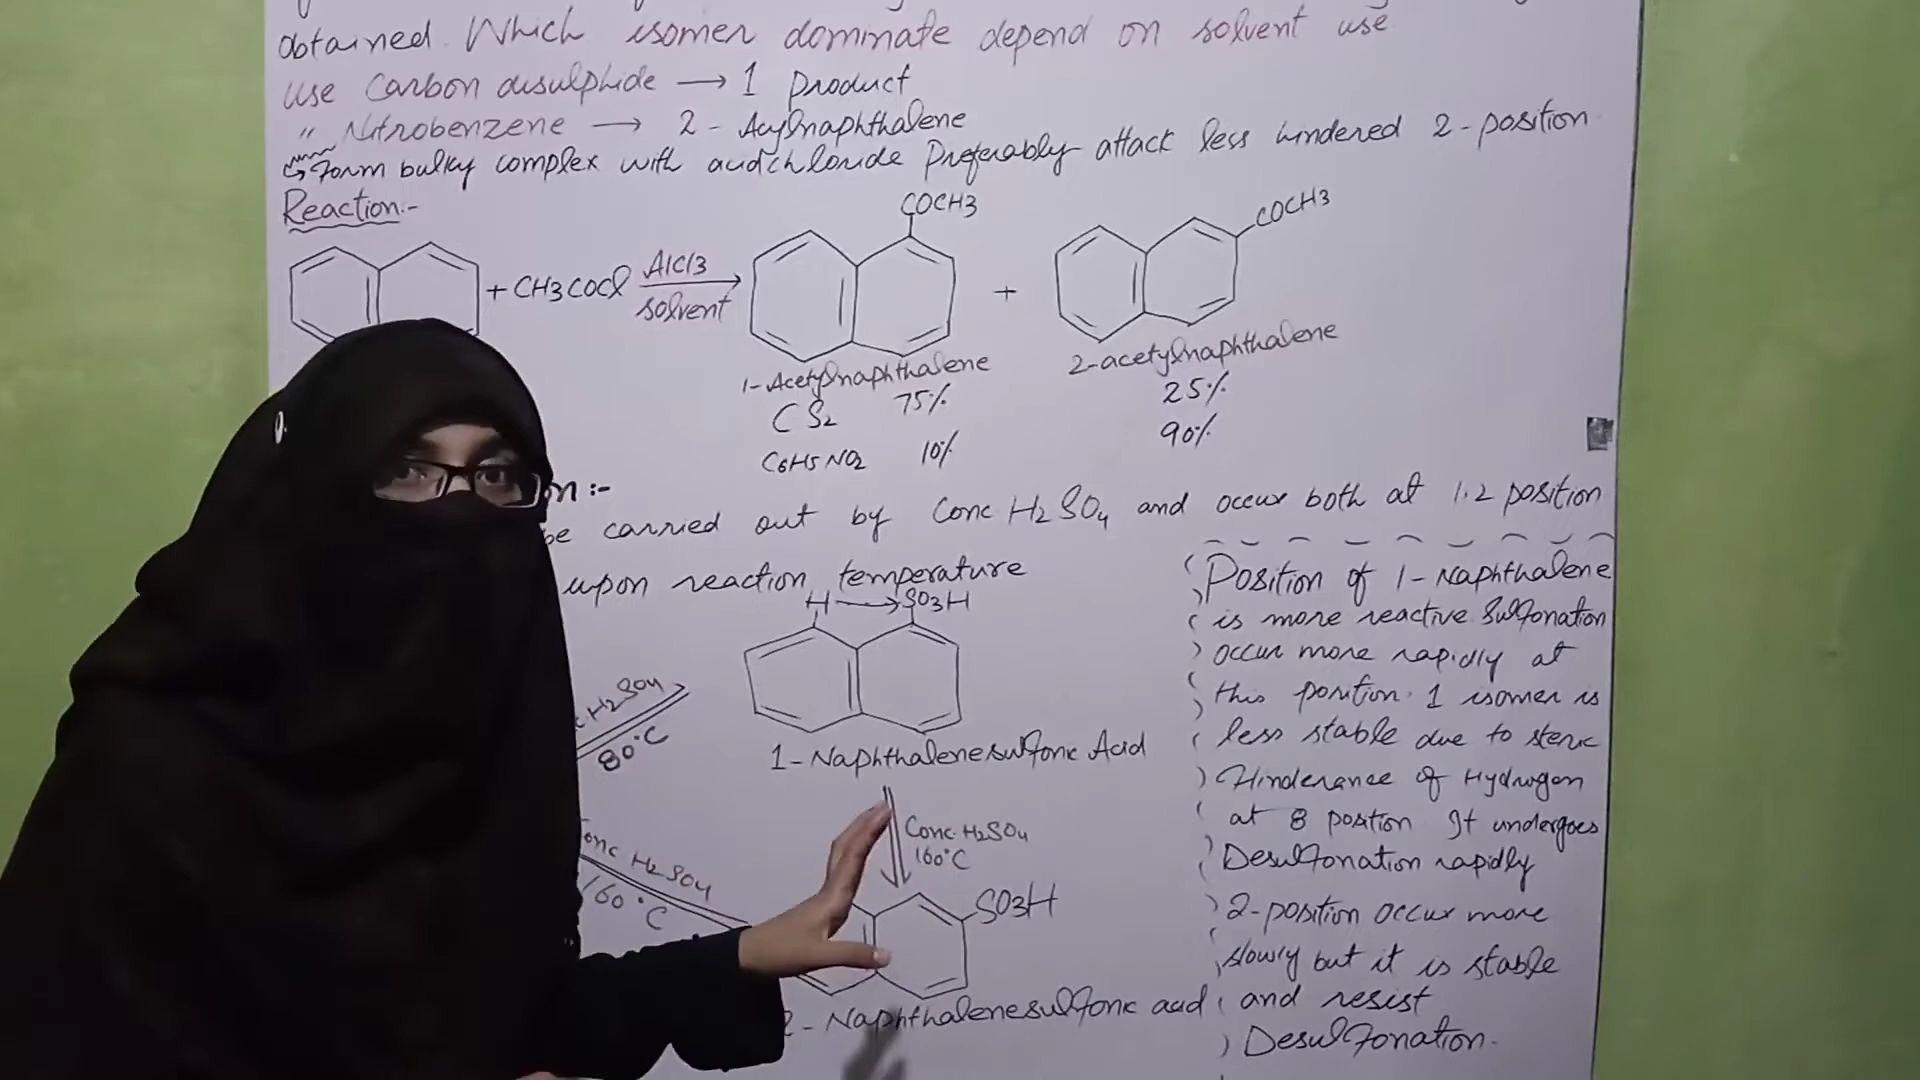 obtained. Which isomer dominate depend on solvent use
use Carbon disulphide → 1 product
" Nitrobenzene → 2 - Acylnaphthalene
Form bulky complex with acidchloride Preferably attack less hindered 2-position
Reaction:-
+ CH3COCl AlCl3 solvent
COCH3
+
COCH3
1-Acetylnaphthalene
2-acetylnaphthalene
CS2 75% 25%
C6H5NO2 10% 90%
on :-
be carried out by Conc H2SO4 and occur both at 1,2 position
upon reaction temperature
H → SO3H
c H2SO4
80°C
1-Naphthalenesulfonic Acid
Conc. H2SO4
160°C
onc H2SO4
160°C
SO3H
2-Naphthalenesulfonic acid
Position of 1-Naphthalene
is more reactive Sulfonation
occur more rapidly at
this position. 1 isomer is
less stable due to steric
Hinderance of Hydrogen
at 8 position It undergoes
Desulfonation rapidly
2-position occur more
slowly but it is stable
and resist
Desulfonation.